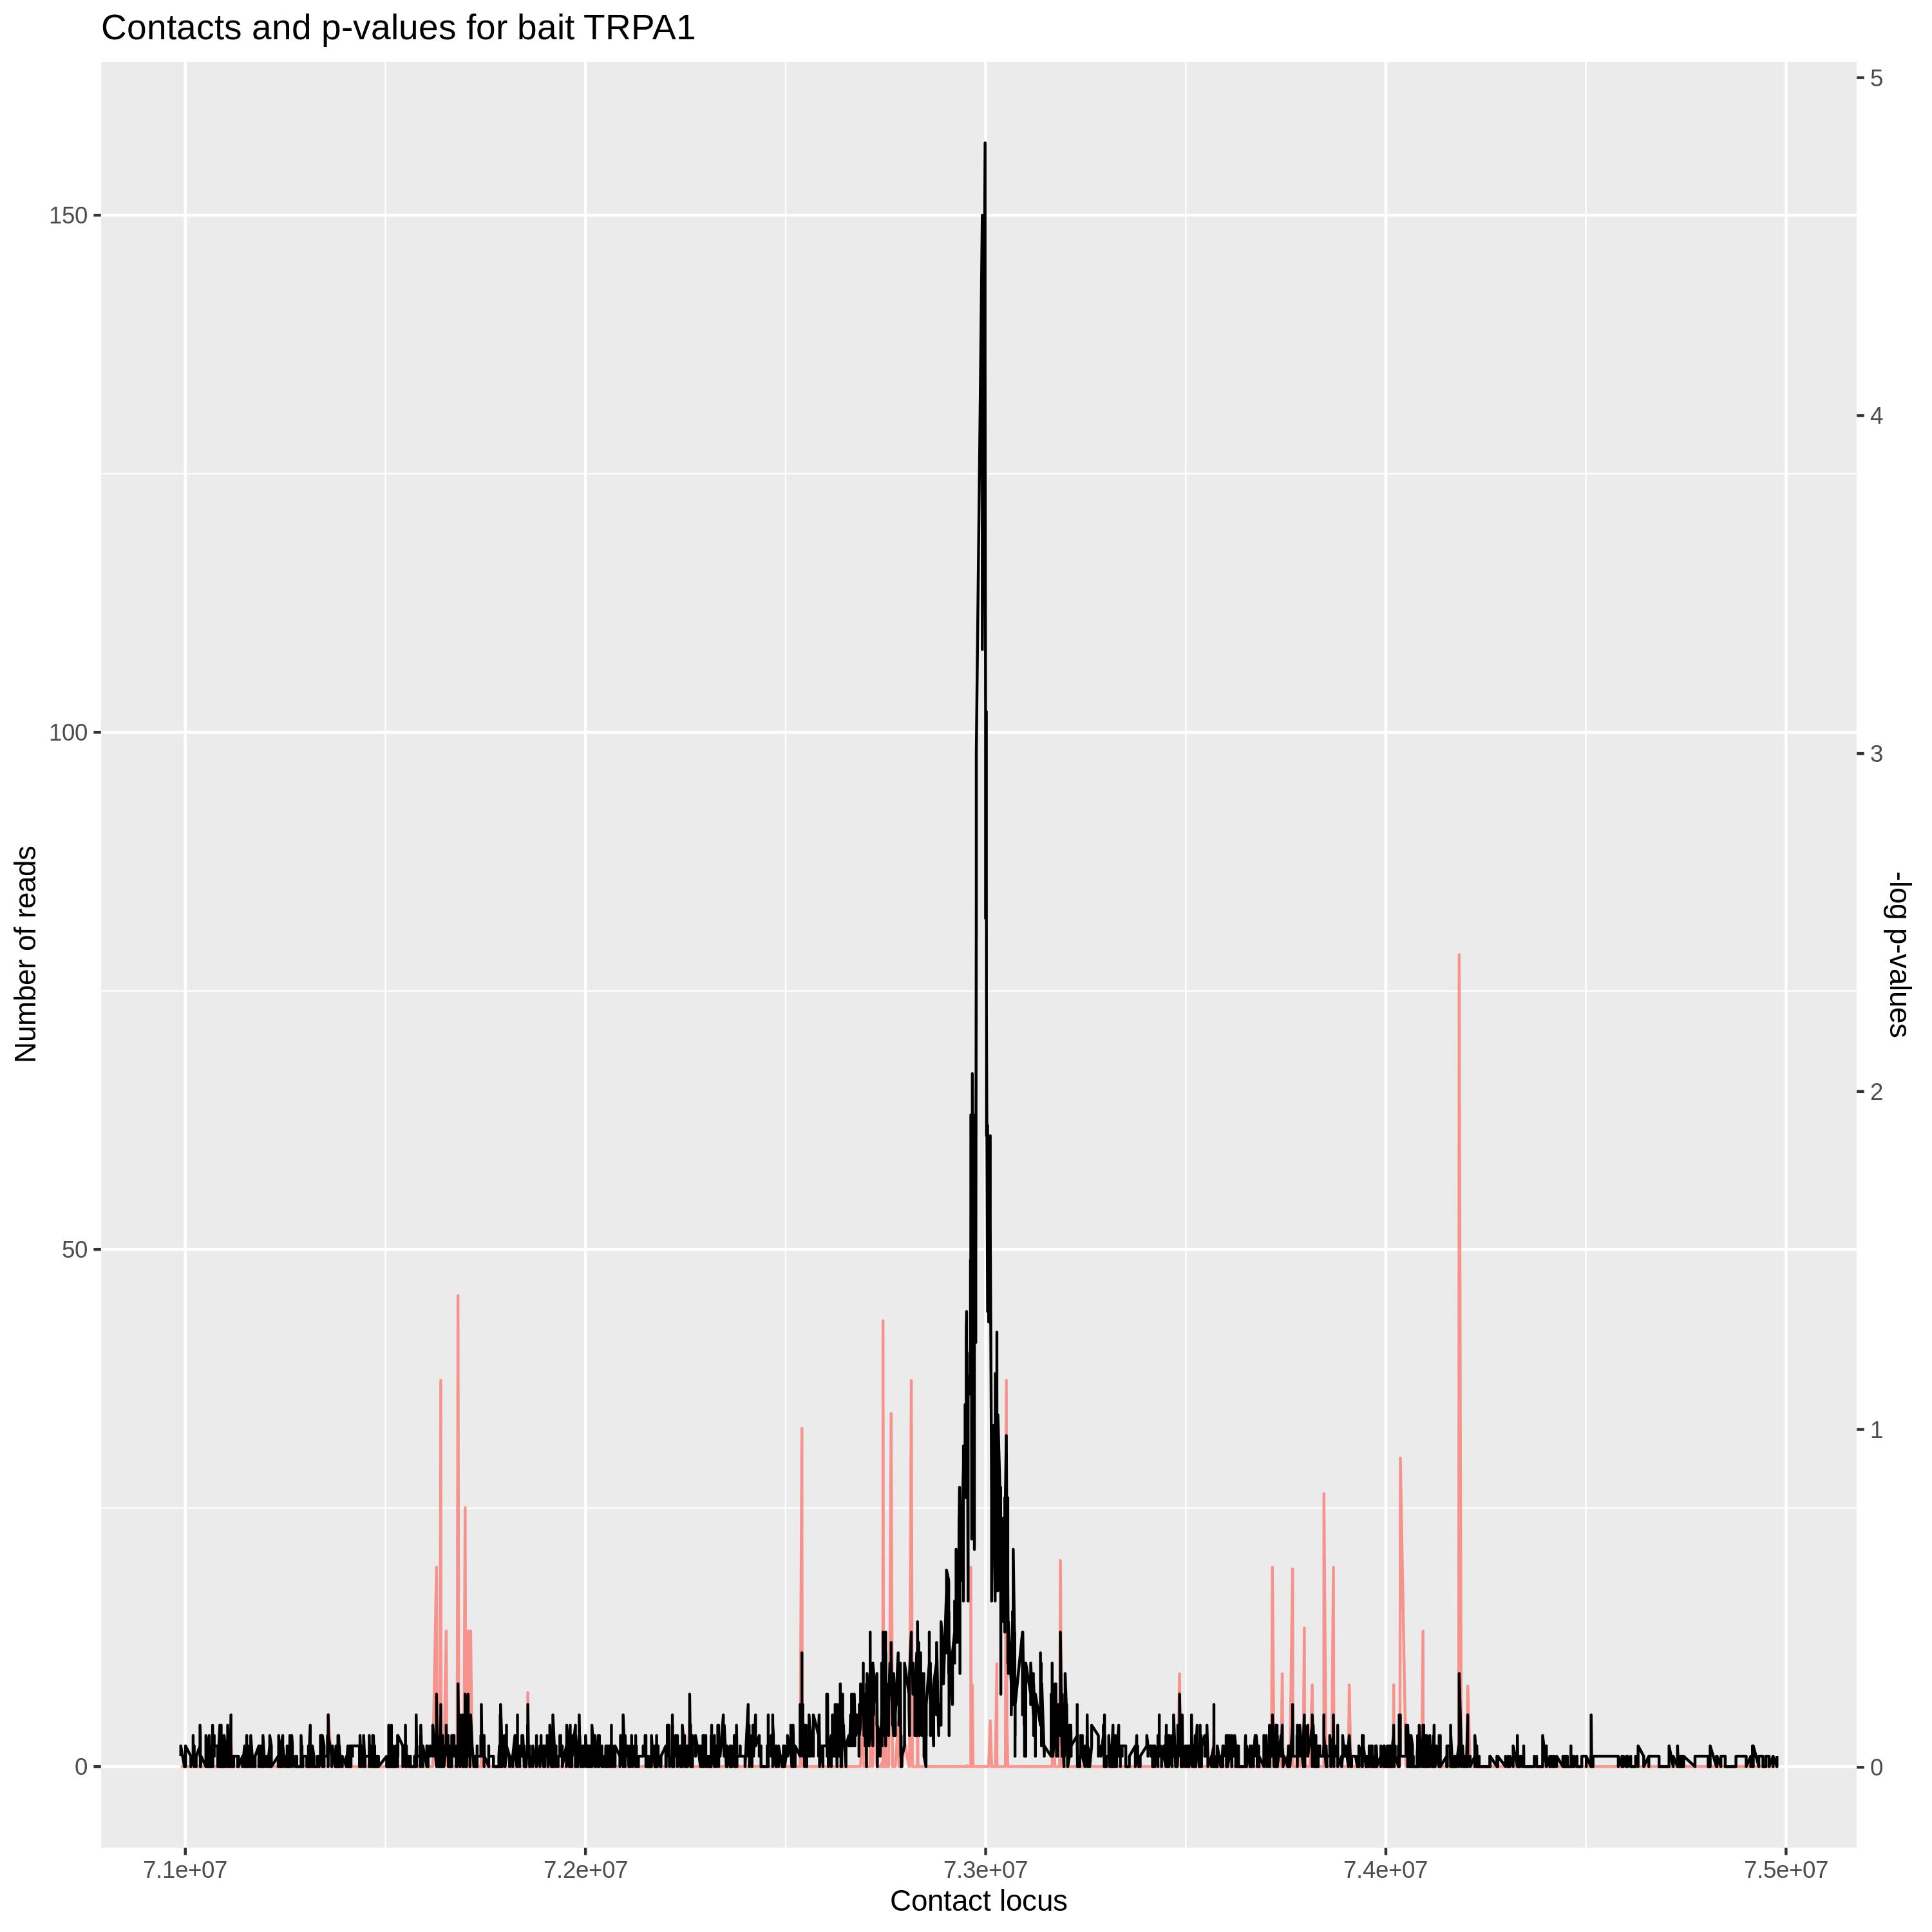 Contacts and p-values for bait TRPA1
5
150
4
100
3
Number of reads
-log p-values
2
50
1
0
0
7.1e+07 7.2e+07 7.3e+07 7.4e+07 7.5e+07
Contact locus